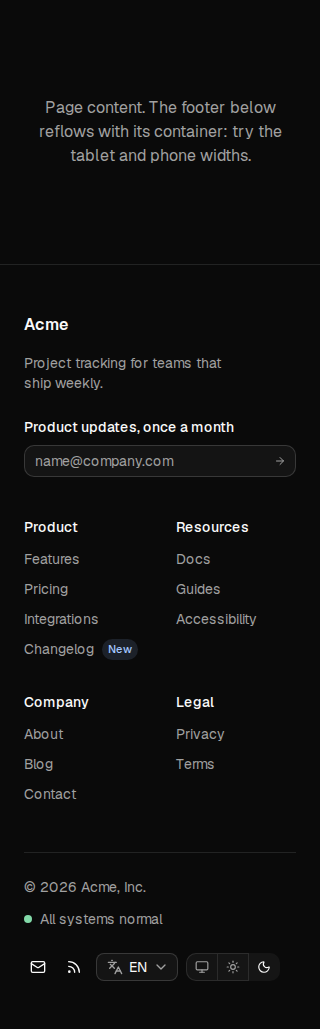 Page content. The footer below
reflows with its container: try the
tablet and phone widths.
Acme
Project tracking for teams that
ship weekly.
Product updates, once a month
name@company.com
Product
Features
Pricing
Integrations
Changelog New
Resources
Docs
Guides
Accessibility
Company
About
Blog
Contact
Legal
Privacy
Terms
© 2026 Acme, Inc.
All systems normal
EN